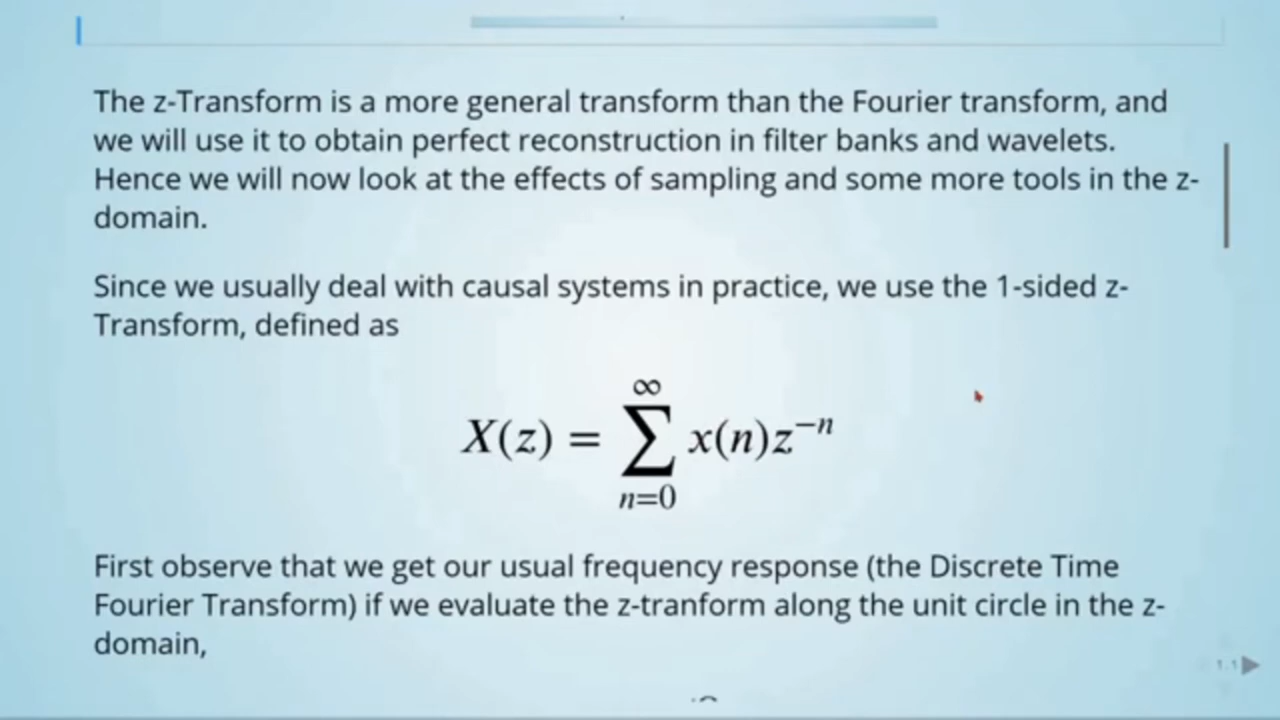 The z-Transform is a more general transform than the Fourier transform, and
we will use it to obtain perfect reconstruction in filter banks and wavelets.
Hence we will now look at the effects of sampling and some more tools in the z-
domain.
Since we usually deal with causal systems in practice, we use the 1-sided z-
Transform, defined as
X(z) = ∑_{n=0}^{∞} x(n)z^{−n}
First observe that we get our usual frequency response (the Discrete Time
Fourier Transform) if we evaluate the z-tranform along the unit circle in the z-
domain,
1.1